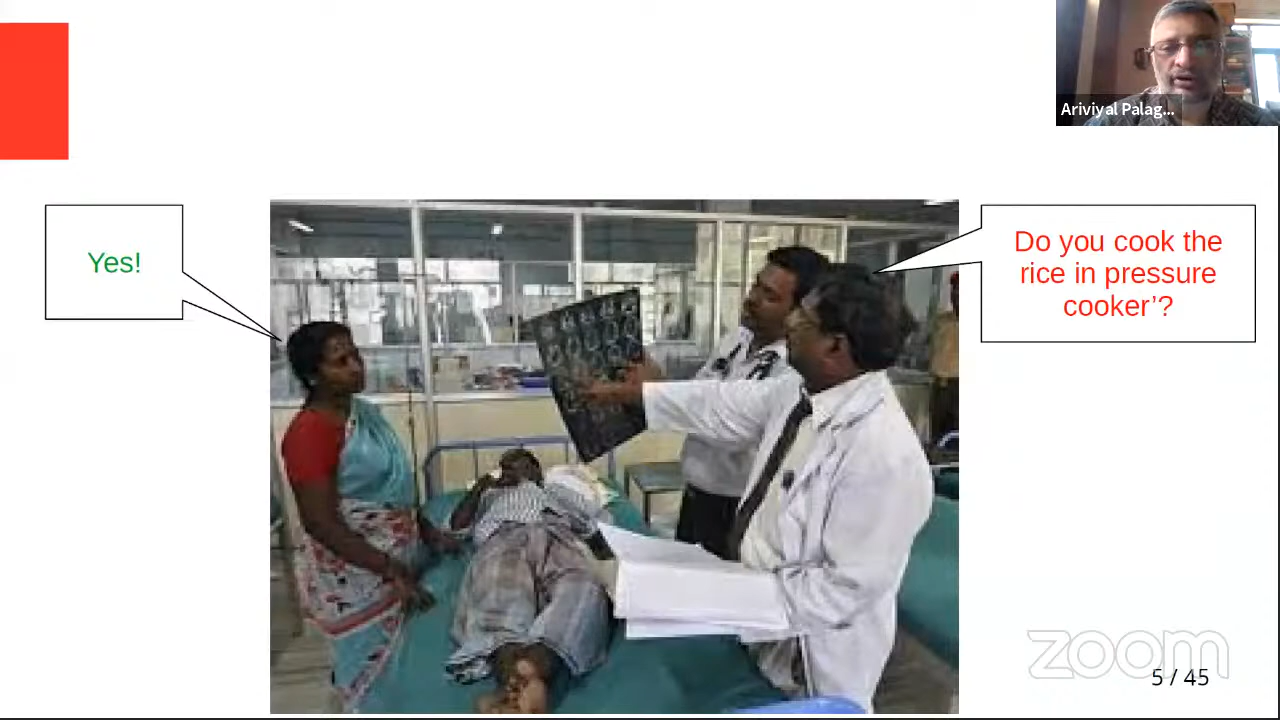 Ariviyal Palag...
Yes!
Do you cook the
rice in pressure
cooker'?
zoom
5 / 45